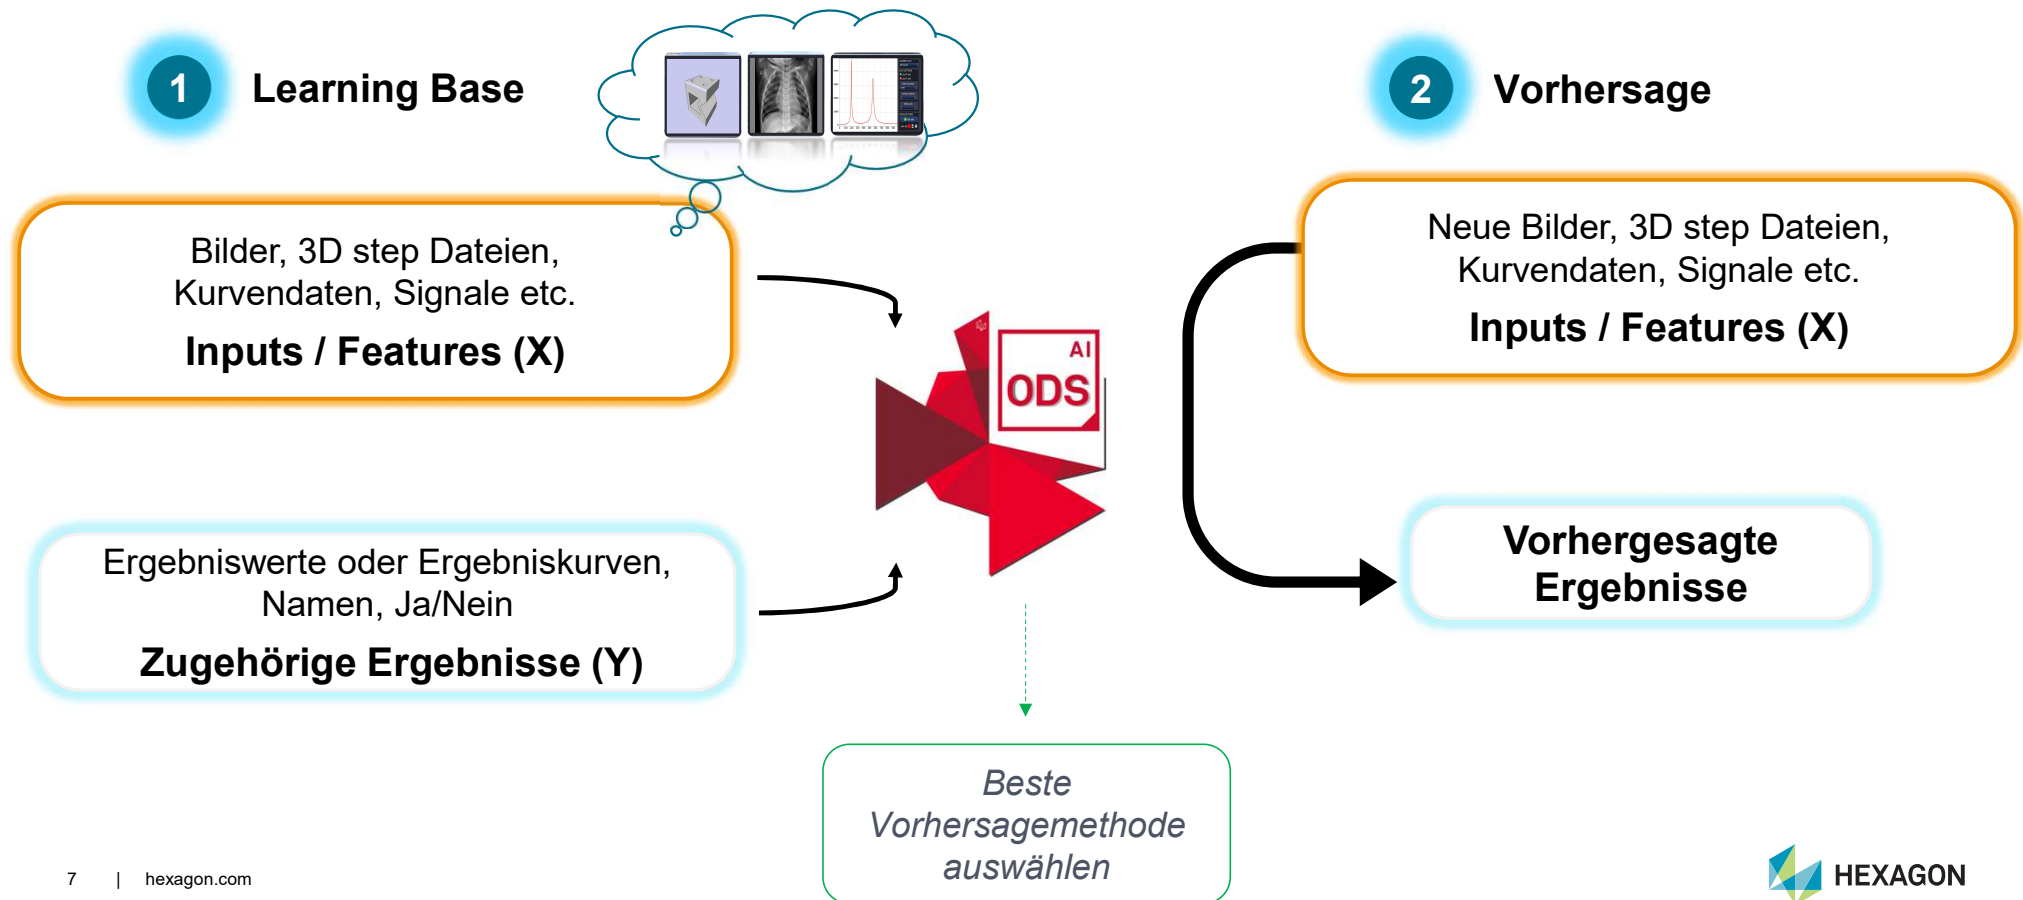 1
Learning Base
Bilder, 3D step Dateien,
Kurvendaten, Signale etc.
Inputs / Features (X)
Ergebniswerte oder Ergebniskurven,
Namen, Ja/Nein
Zugehörige Ergebnisse (Y)
AI
ODS
Beste
Vorhersagemethode
auswählen
2
Vorhersage
Neue Bilder, 3D step Dateien,
Kurvendaten, Signale etc.
Inputs / Features (X)
Vorhergesagte
Ergebnisse
7 | hexagon.com
HEXAGON